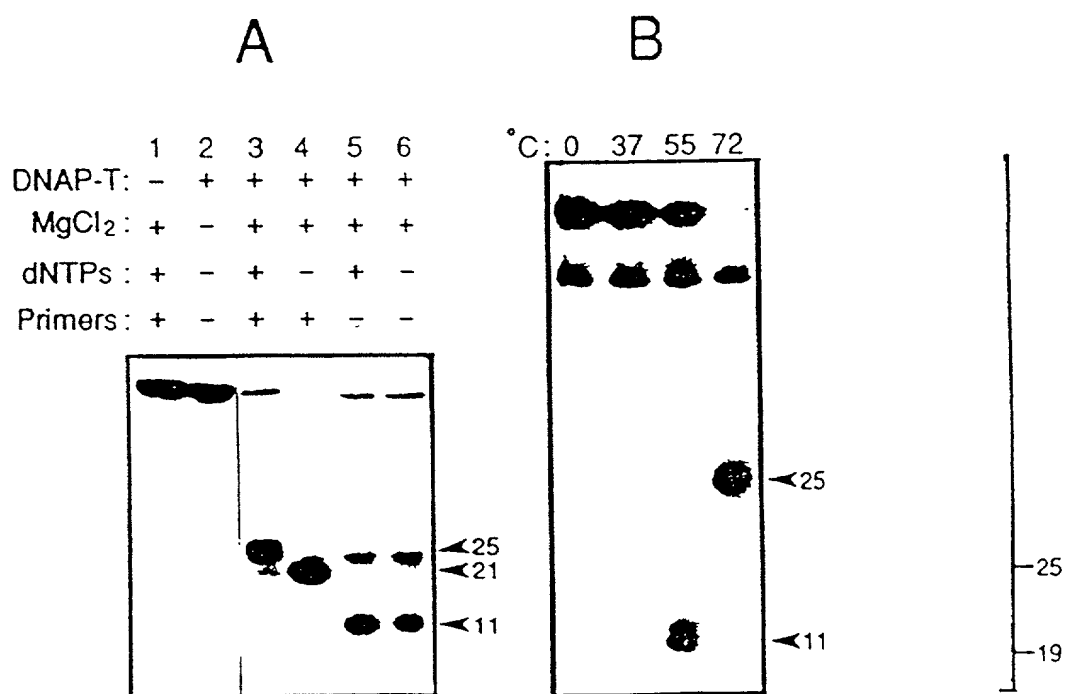 A
B
1 2 3 4 5 6
DNAP-T: – + + + + +
MgCl₂: + – + + + +
dNTPs: + – + – + –
Primers: + – + + – –
25
21
11
°C: 0 37 55 72
25
11
25
19